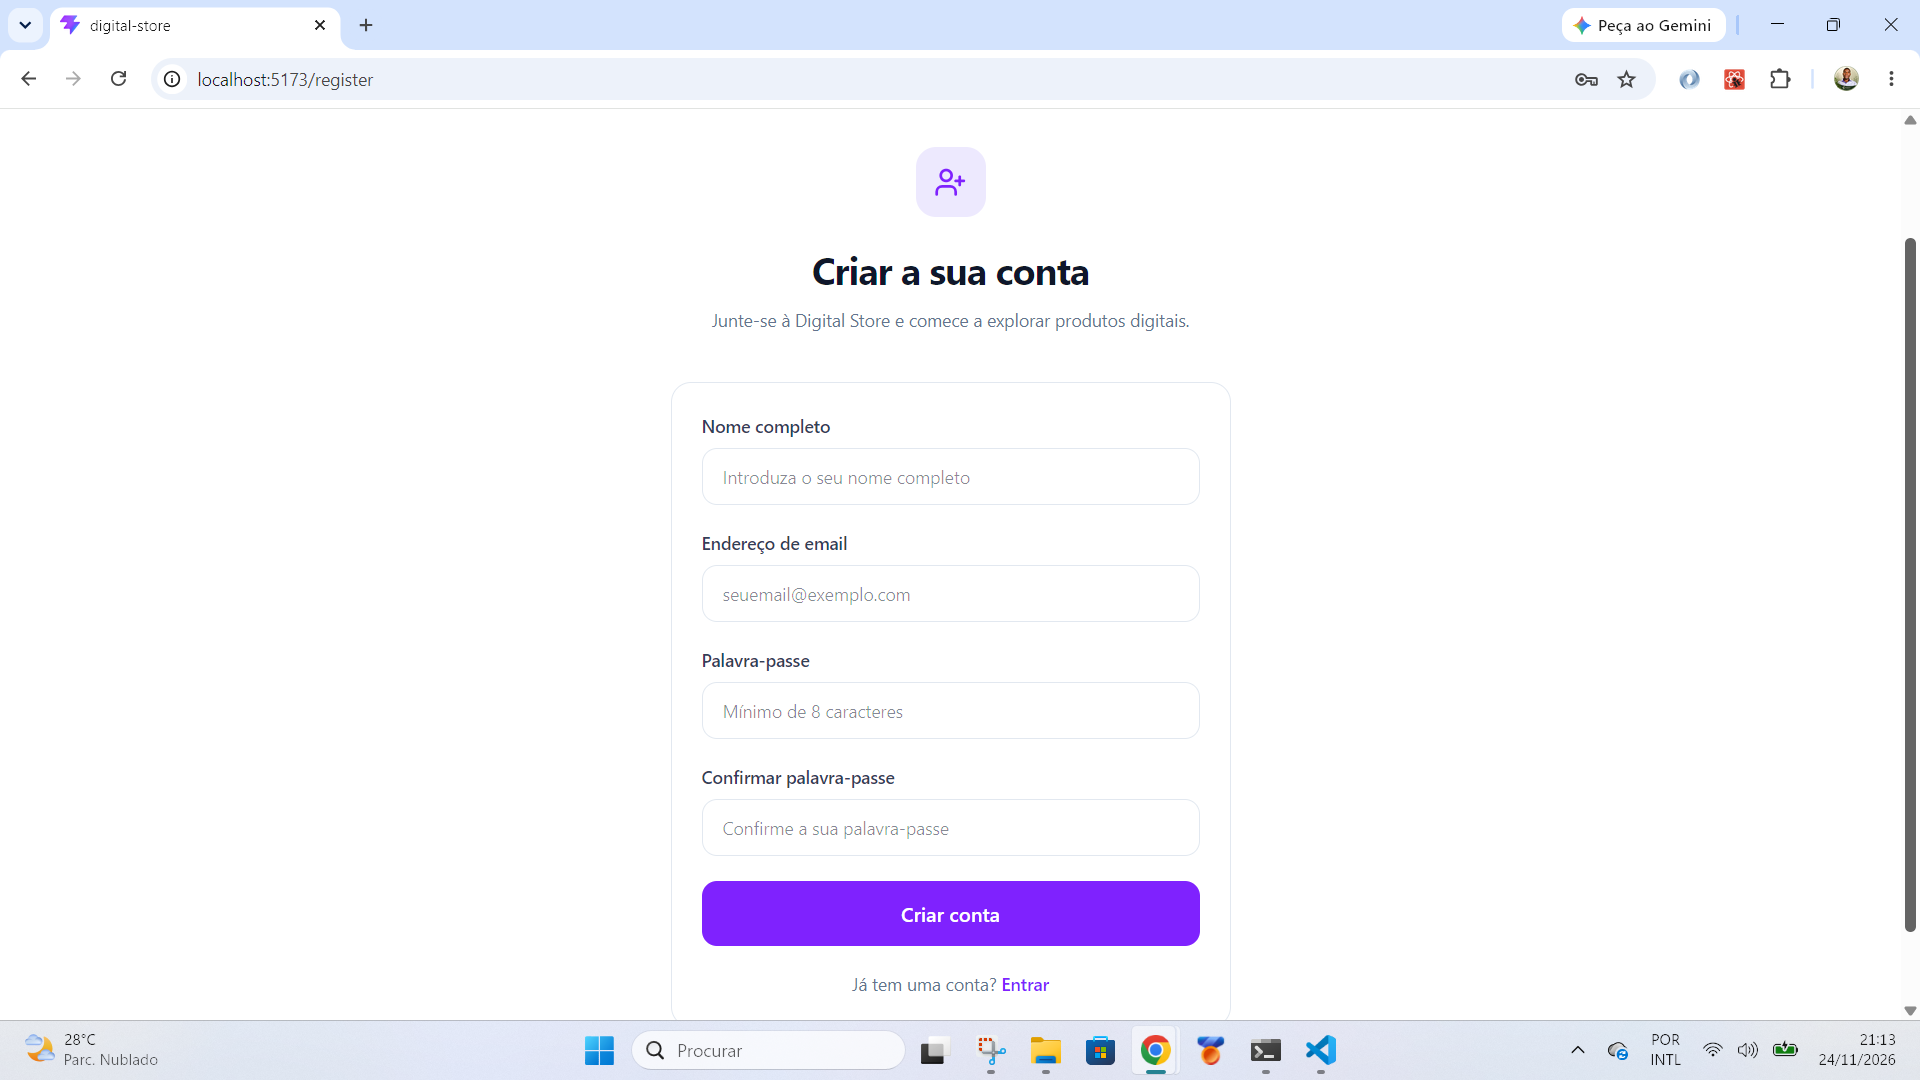 digital-store
Peça ao Gemini
localhost:5173/register
Criar a sua conta
Junte-se à Digital Store e comece a explorar produtos digitais.
Nome completo
Introduza o seu nome completo
Endereço de email
seuemail@exemplo.com
Palavra-passe
Mínimo de 8 caracteres
Confirmar palavra-passe
Confirme a sua palavra-passe
Criar conta
Já tem uma conta? Entrar
28°C
Parc. Nublado
Procurar
POR
INTL
21:13
24/11/2026